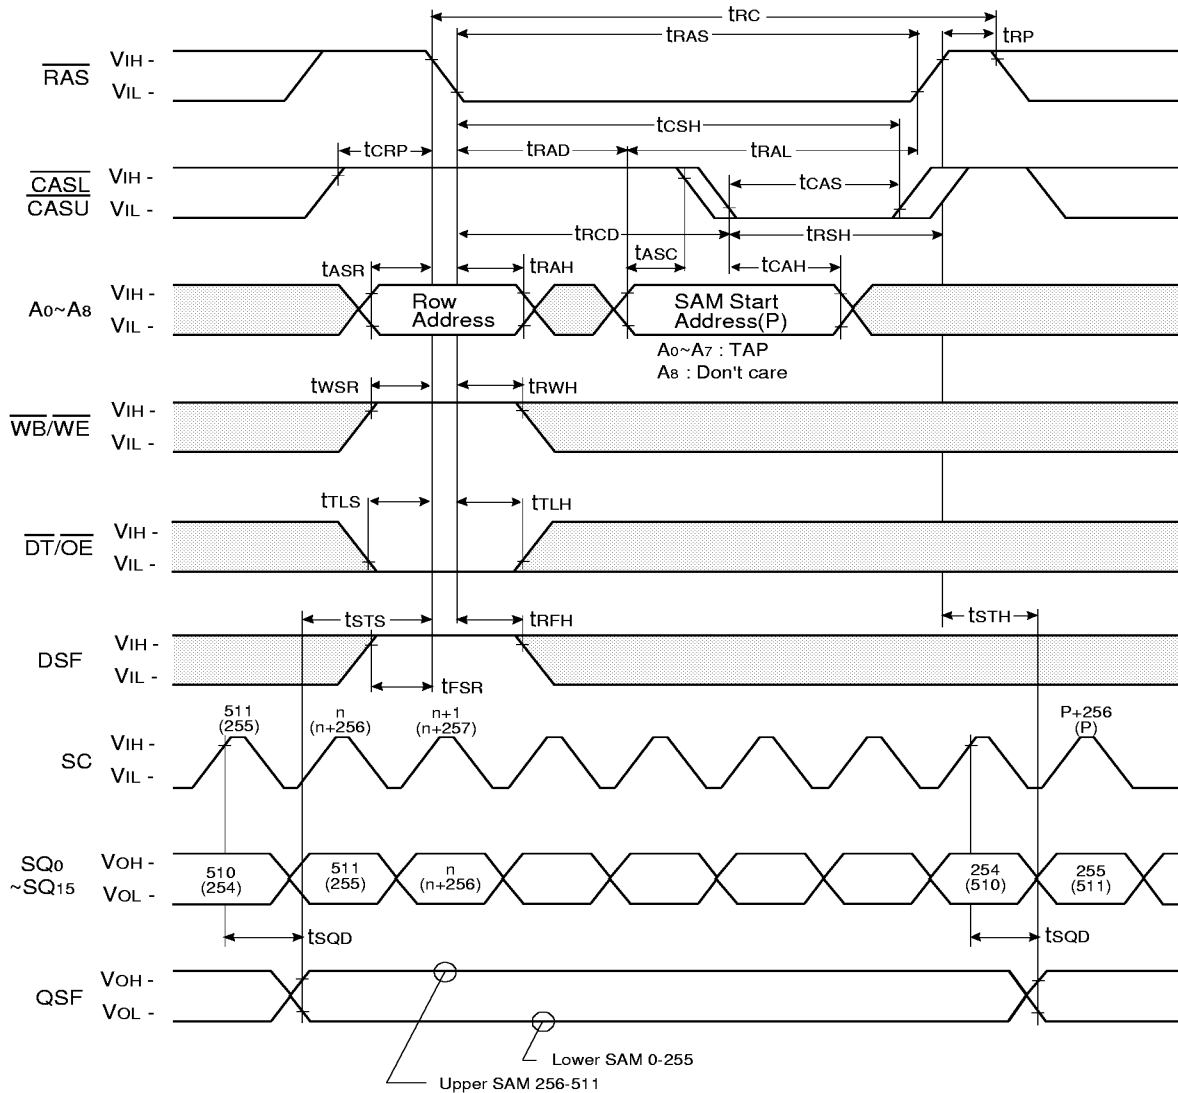 tRC
tRAS
tRP
RAS
VIH -
VIL -
tCSH
tCRP
tRAD
tRAL
CASL
CASU
VIH -
VIL -
tCAS
tRCD
tRSH
tASC
tASR
tRAH
tCAH
A0~A8
VIH -
VIL -
Row
Address
SAM Start
Address(P)
A0~A7 : TAP
A8 : Don't care
tWSR
tRWH
WB/WE
VIH -
VIL -
tTLS
tTLH
DT/OE
VIH -
VIL -
tSTS
tRFH
tSTH
DSF
VIH -
VIL -
tFSR
511
(255)
n
(n+256)
n+1
(n+257)
P+256
(P)
SC
VIH -
VIL -
SQ0
~SQ15
VOH -
VOL -
510
(254)
511
(255)
n
(n+256)
254
(510)
255
(511)
tSQD
tSQD
QSF
VOH -
VOL -
Lower SAM 0-255
Upper SAM 256-511